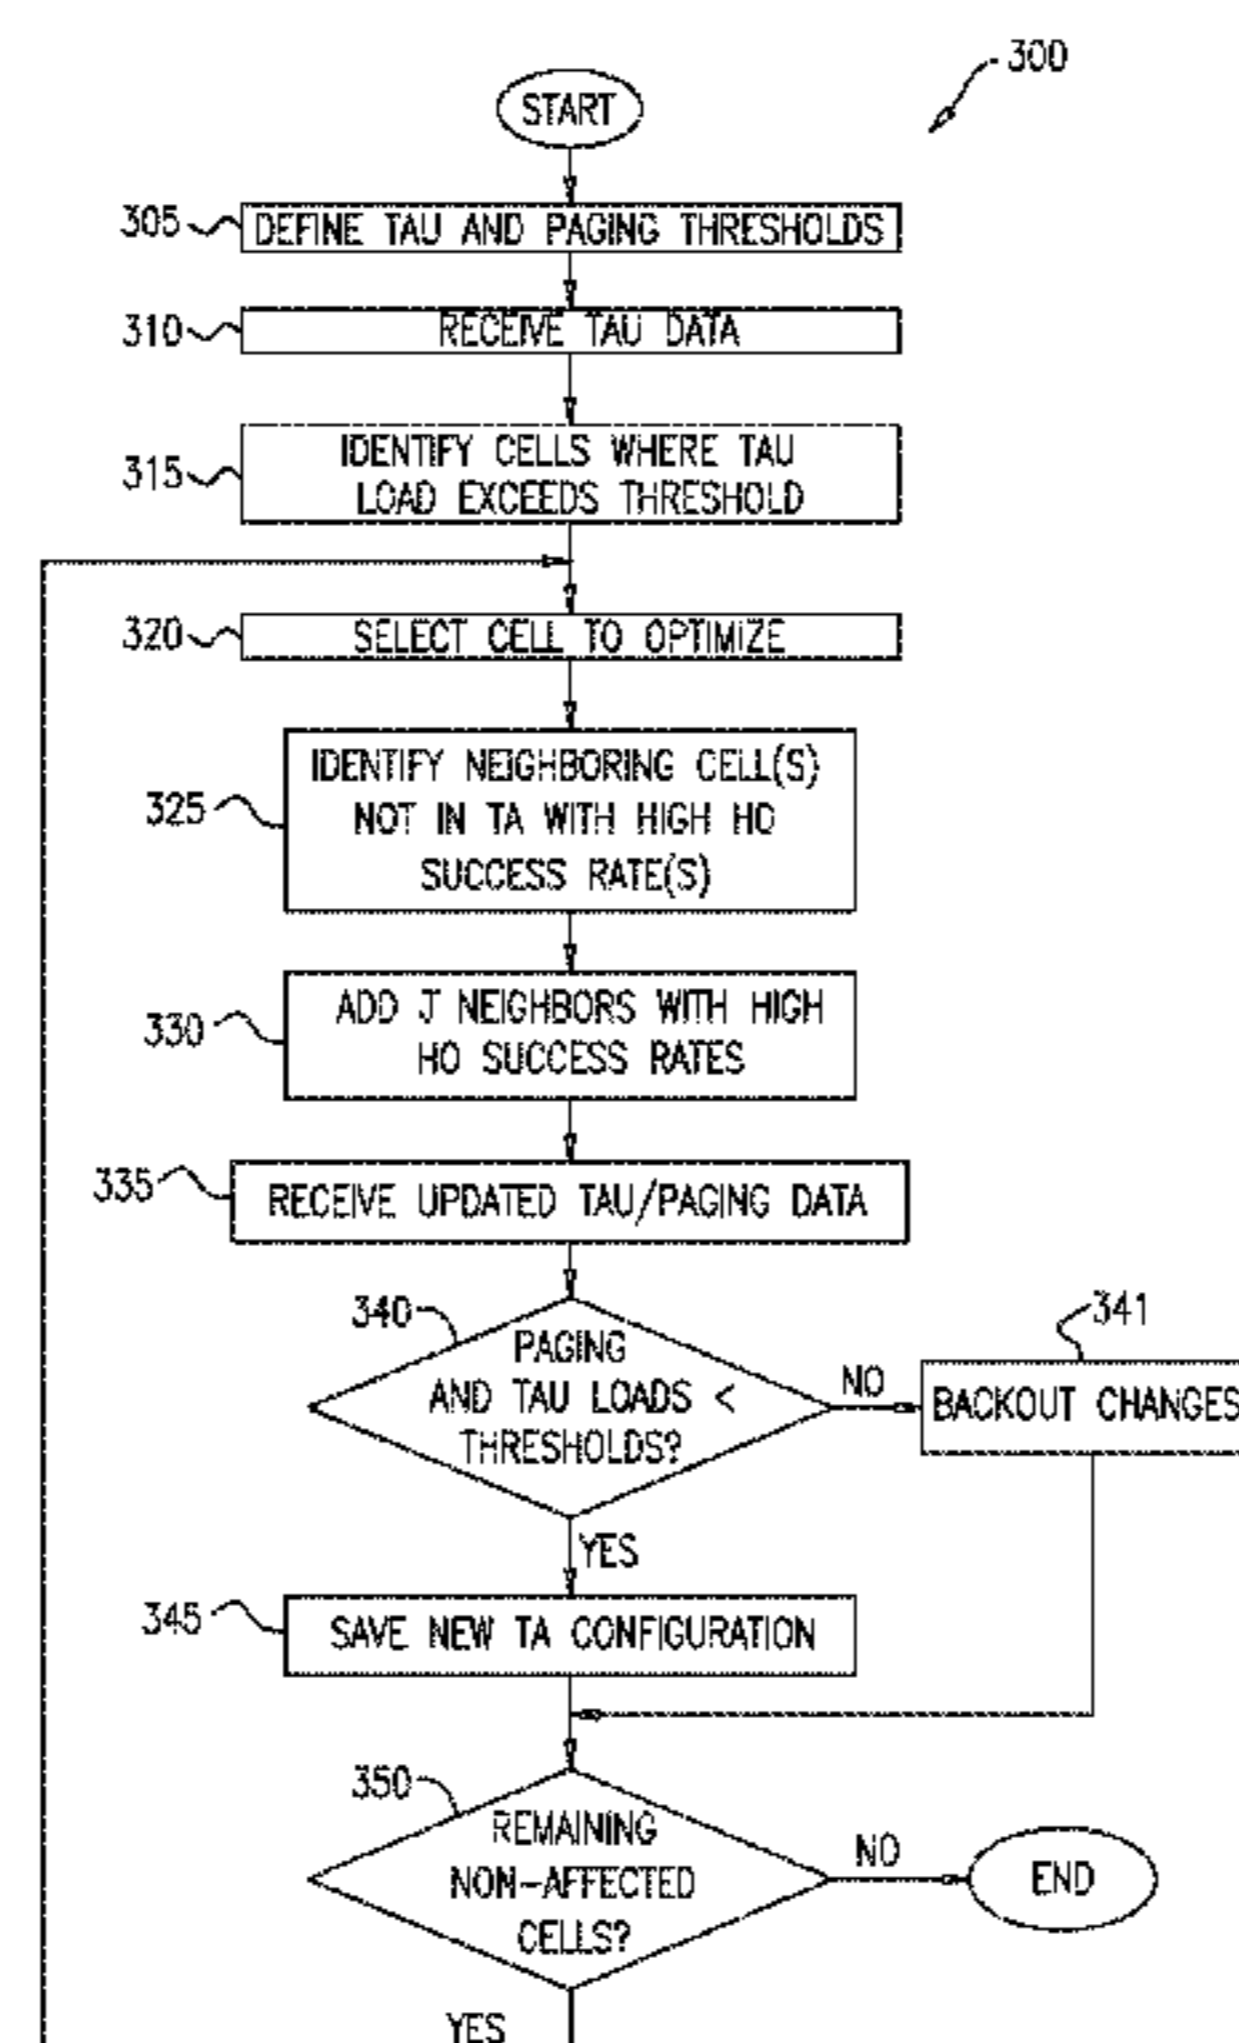 300
START
305
DEFINE TAU AND PAGING THRESHOLDS
310
RECEIVE TAU DATA
315
IDENTIFY CELLS WHERE TAU
LOAD EXCEEDS THRESHOLD
320
SELECT CELL TO OPTIMIZE
325
IDENTIFY NEIGHBORING CELL(S)
NOT IN TA WITH HIGH HO
SUCCESS RATE(S)
330
ADD J NEIGHBORS WITH HIGH
HO SUCCESS RATES
335
RECEIVE UPDATED TAU/PAGING DATA
340
PAGING
AND TAU LOADS <
THRESHOLDS?
NO
341
BACKOUT CHANGES
YES
345
SAVE NEW TA CONFIGURATION
350
REMAINING
NON-AFFECTED
CELLS?
NO
END
YES